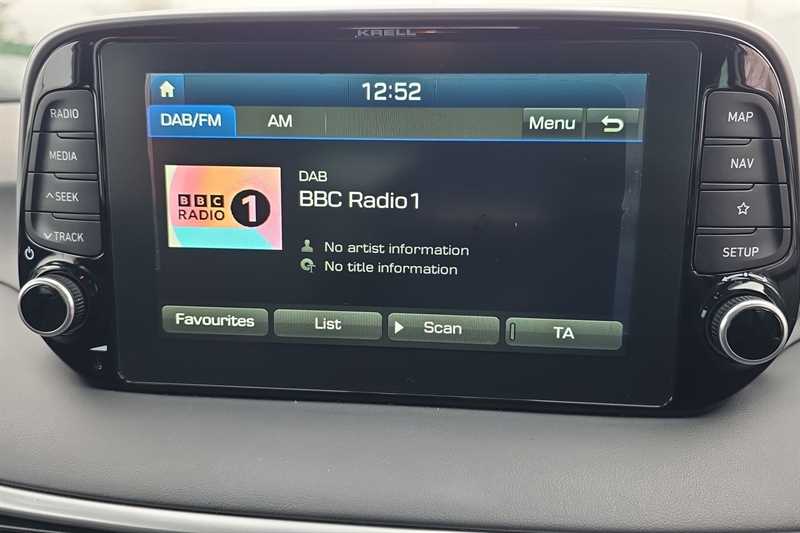 KRELL
12:52
DAB/FM
AM
Menu
BBC
RADIO 1
DAB
BBC Radio 1
No artist information
No title information
Favourites
List
Scan
TA
RADIO
MEDIA
SEEK
TRACK
MAP
NAV
SETUP